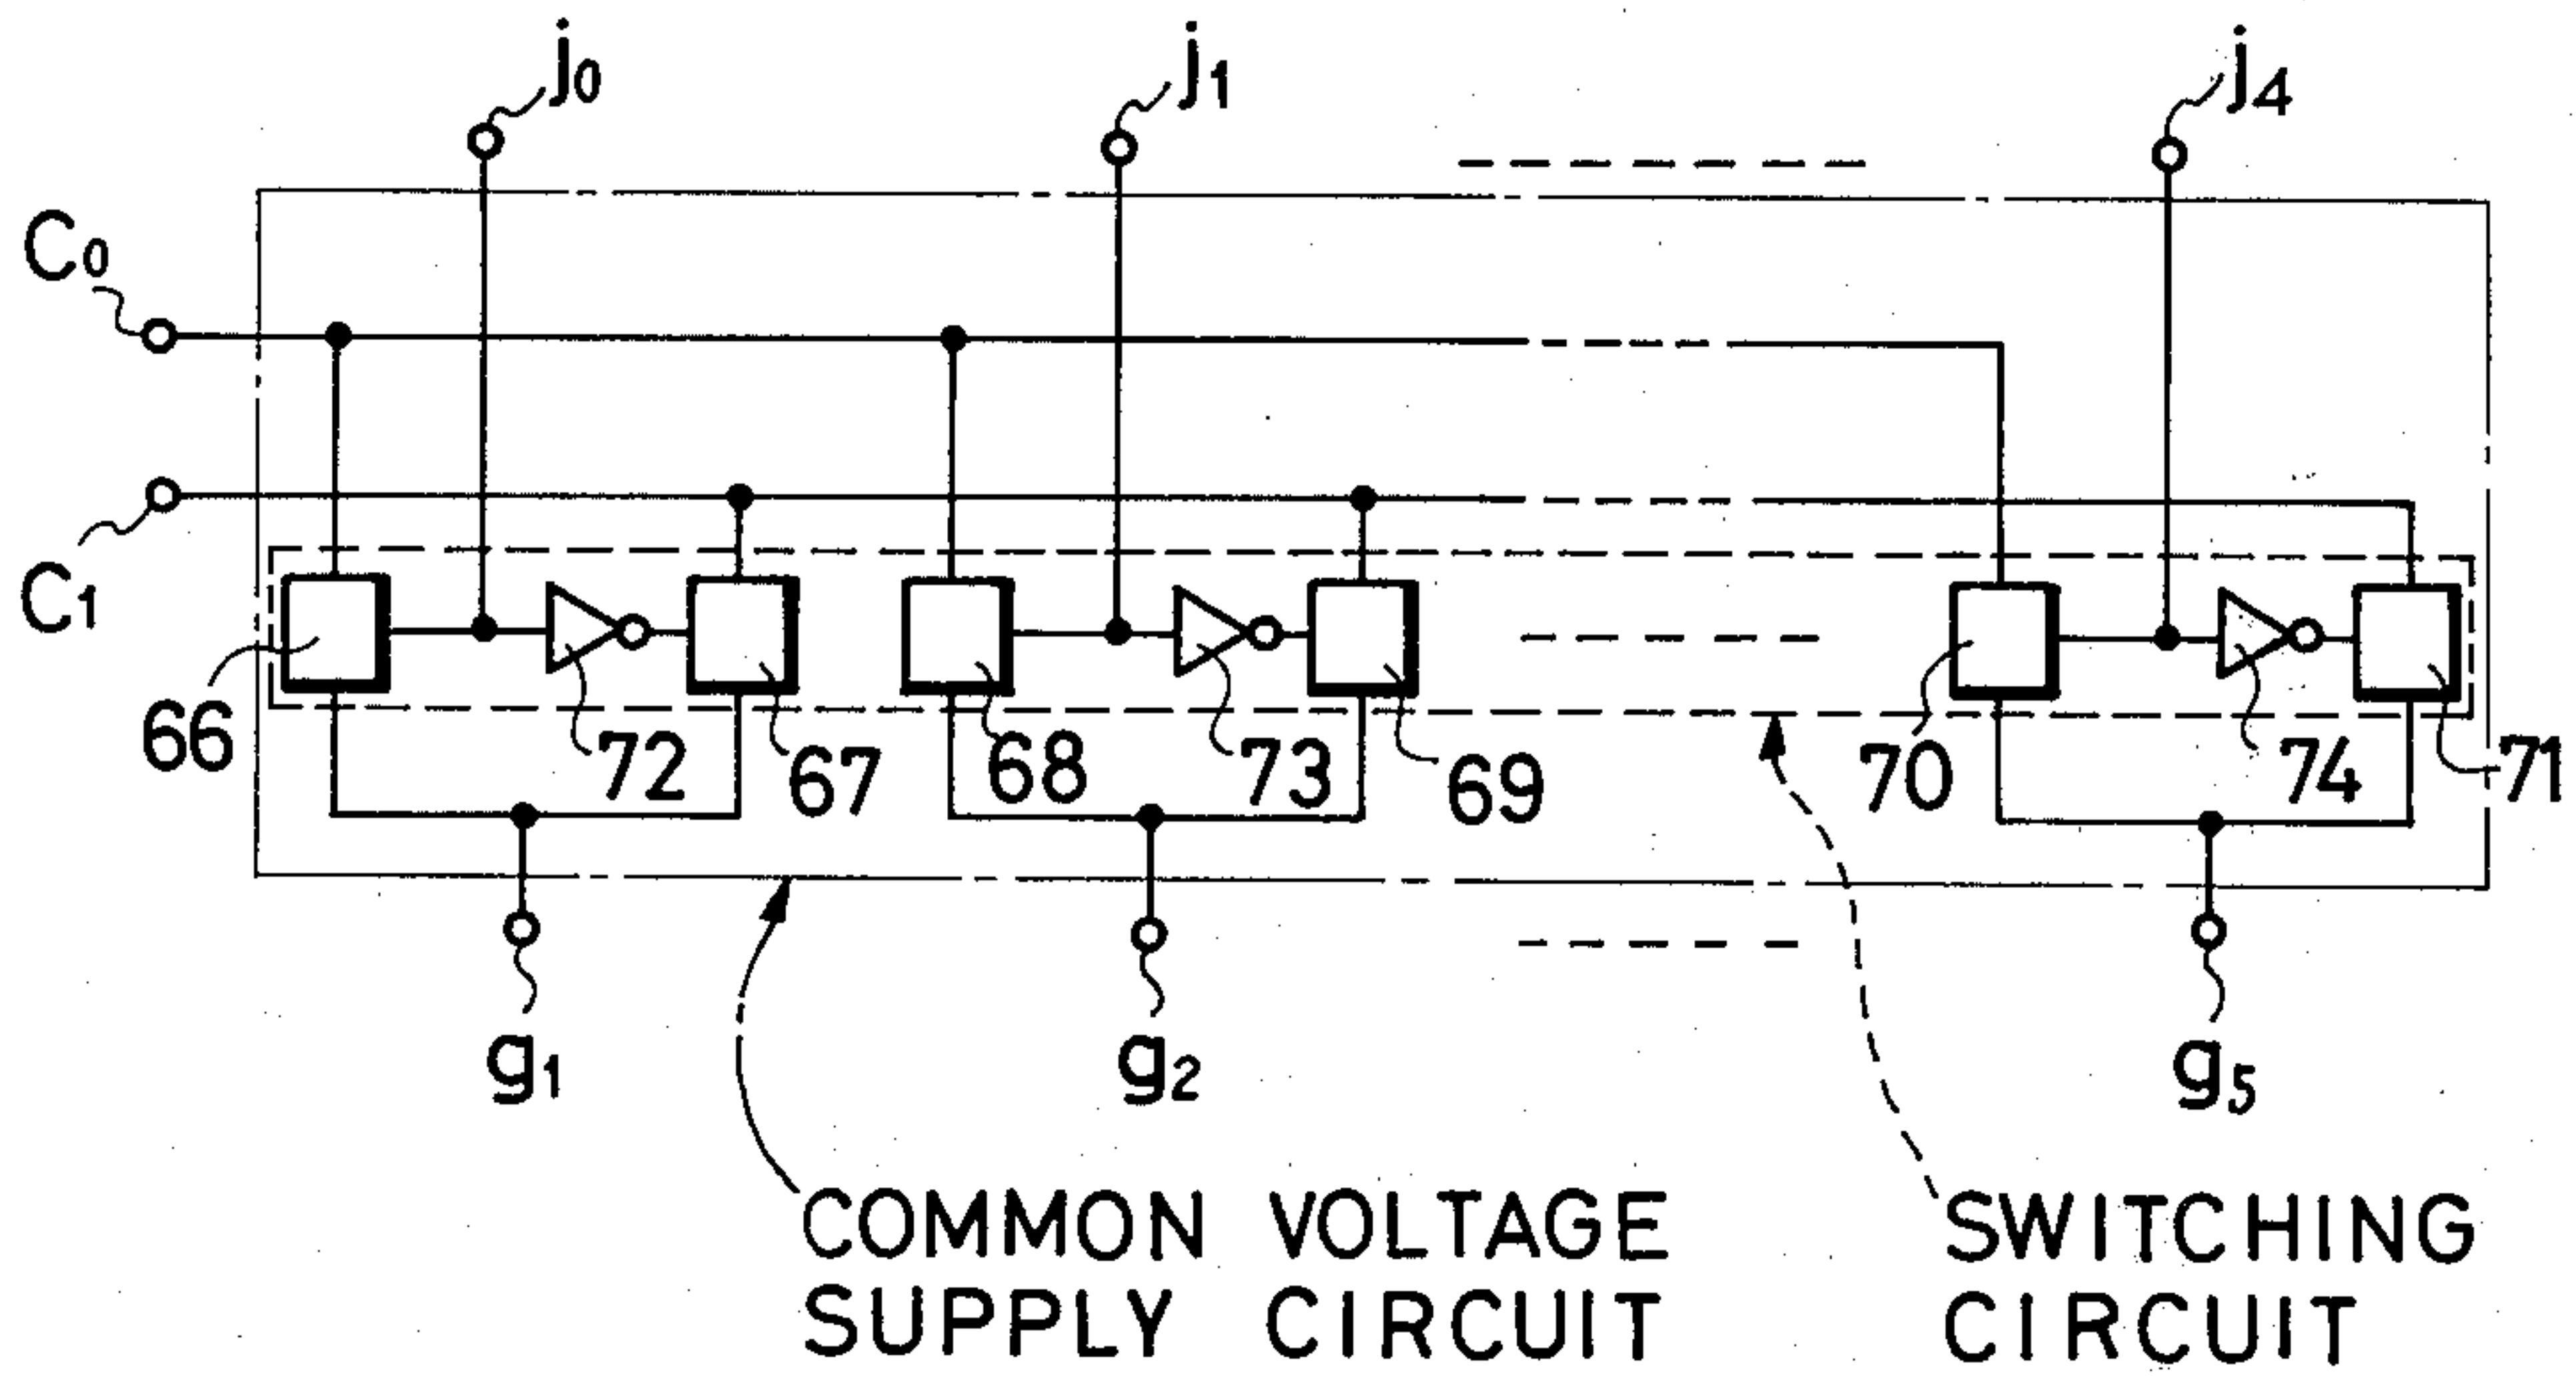 j0 j1 j4
C0
C1
66 72 67 68 73 69 70 74 71
g1 g2 g5
COMMON VOLTAGE
SUPPLY CIRCUIT
SWITCHING
CIRCUIT